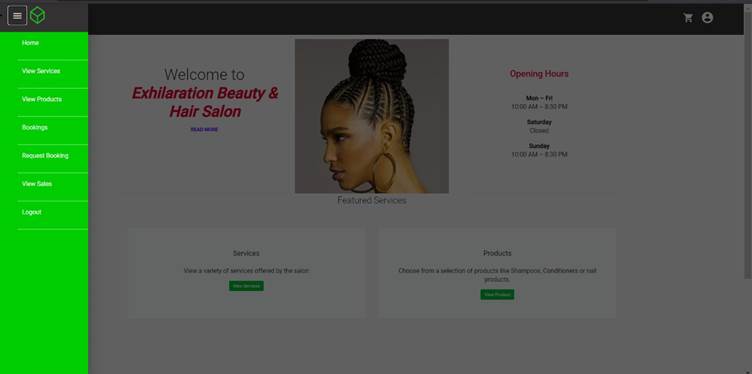 Home
View Services
View Products
Bookings
Request Booking
View Sales
Logout
Welcome to
Exhilaration Beauty &
Hair Salon
READ MORE
Opening Hours
Mon – Fri
10:00 AM – 8:30 PM
Saturday
Closed
Sunday
10:00 AM – 8:30 PM
Featured Services
Services
View a variety of services offered by the salon
View Services
Products
Choose from a selection of products like Shampoos, Conditioners or nail
products.
View Product